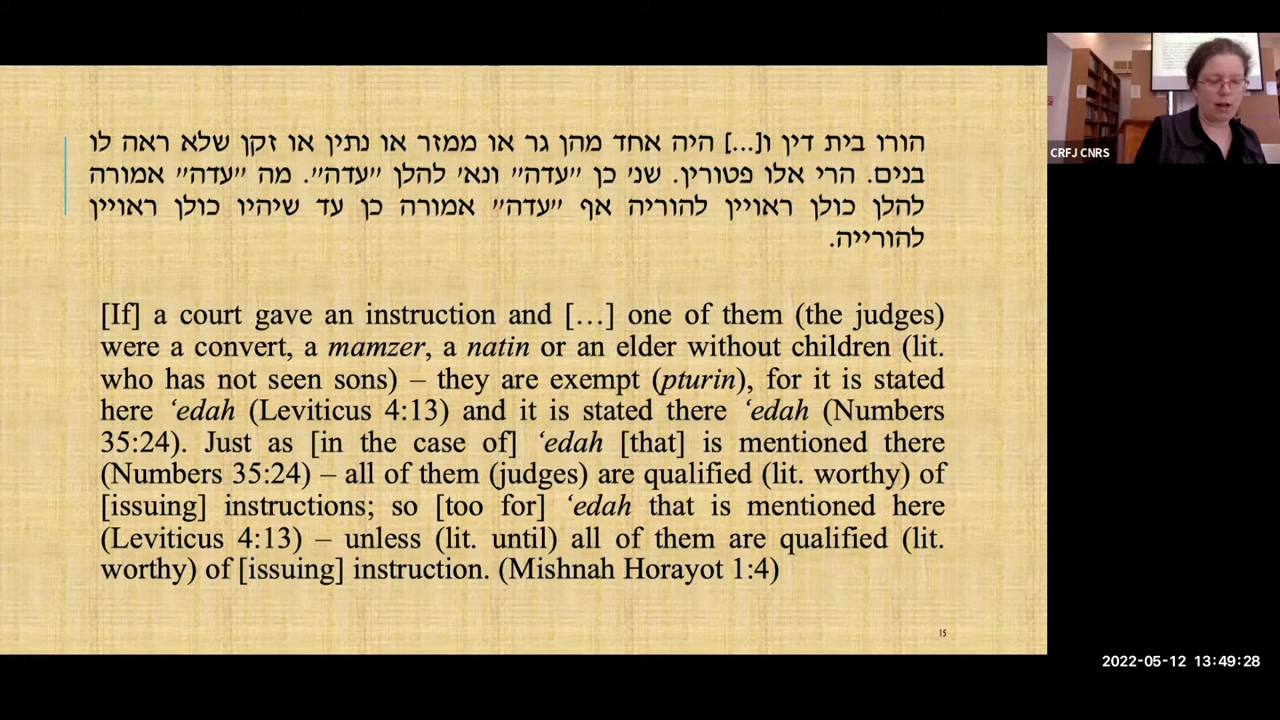 הורו בית דין ו[...] היה אחד מהן גר או ממזר או נתין או זקן שלא ראה לו
בנים. הרי אלו פטורין. שנ׳ כן ״עדה״ ונא׳ להלן ״עדה״. מה ״עדה״ אמורה
להלן כולן ראויין להוריה אף ״עדה״ אמורה כן עד שיהיו כולן ראויין
להורייה.
[If] a court gave an instruction and […] one of them (the judges)
were a convert, a mamzer, a natin or an elder without children (lit.
who has not seen sons) – they are exempt (pturin), for it is stated
here ‘edah (Leviticus 4:13) and it is stated there ‘edah (Numbers
35:24). Just as [in the case of] ‘edah [that] is mentioned there
(Numbers 35:24) – all of them (judges) are qualified (lit. worthy) of
[issuing] instructions; so [too for] ‘edah that is mentioned here
(Leviticus 4:13) – unless (lit. until) all of them are qualified (lit.
worthy) of [issuing] instruction. (Mishnah Horayot 1:4)
15
CRFJ CNRS
2022-05-12 13:49:28